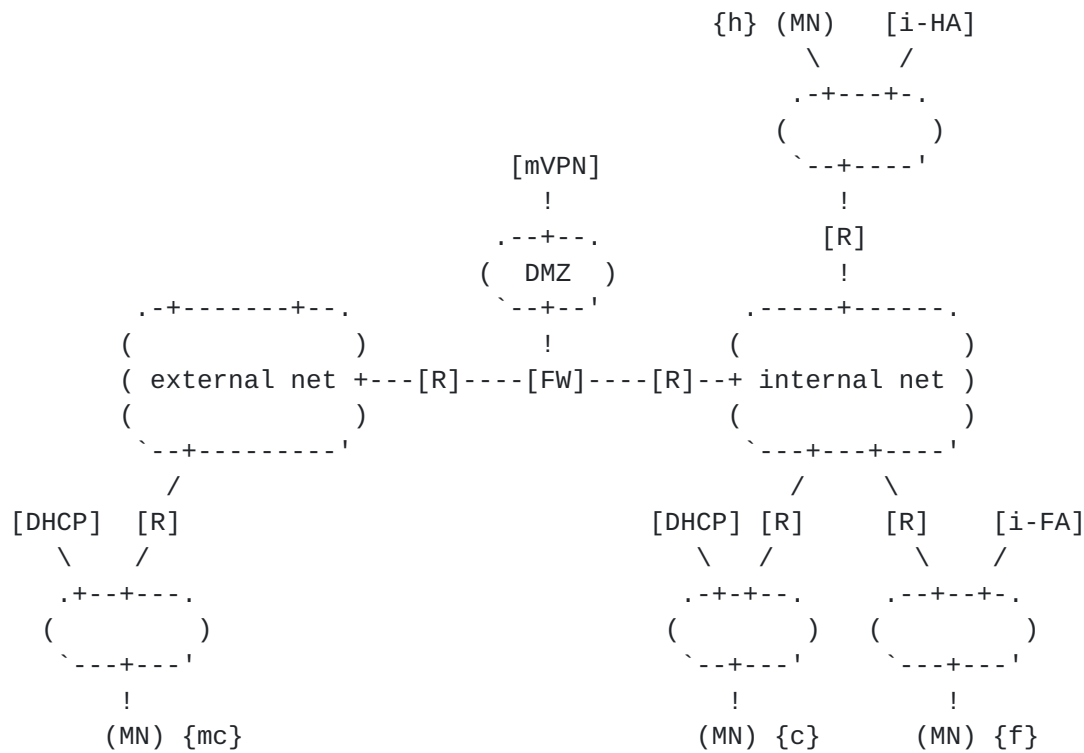 {h} (MN)   [i-HA]
\     /
.-+---+-.
(         )
[mVPN]            `--+----'
!                  !
.--+--.              [R]
(  DMZ  )              !
.-+-------+--.         `--+--'         .-----+------.
(             )           !           (              )
( external net +---[R]----[FW]----[R]--+ internal net )
(             )                       (              )
`--+---------'                         `---+---+----'
/                                      /     \
[DHCP]  [R]                           [DHCP] [R]     [R]    [i-FA]
\    /                               \   /         \    /
.+--+---.                             .-+-+--.     .--+--+-.
(         )                           (        )   (         )
`---+---'                             `--+---'     `---+---'
!                                     !            !
(MN) {mc}                             (MN) {c}     (MN) {f}